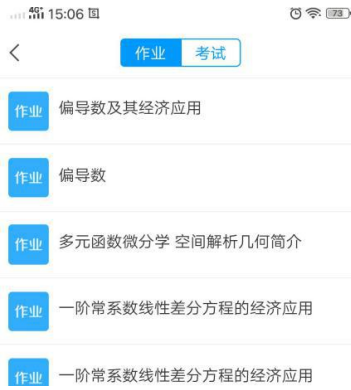 4G 15:06 73
作业 考试
作业 偏导数及其经济应用
作业 偏导数
作业 多元函数微分学 空间解析几何简介
作业 一阶常系数线性差分方程的经济应用
作业 一阶常系数线性差分方程的经济应用